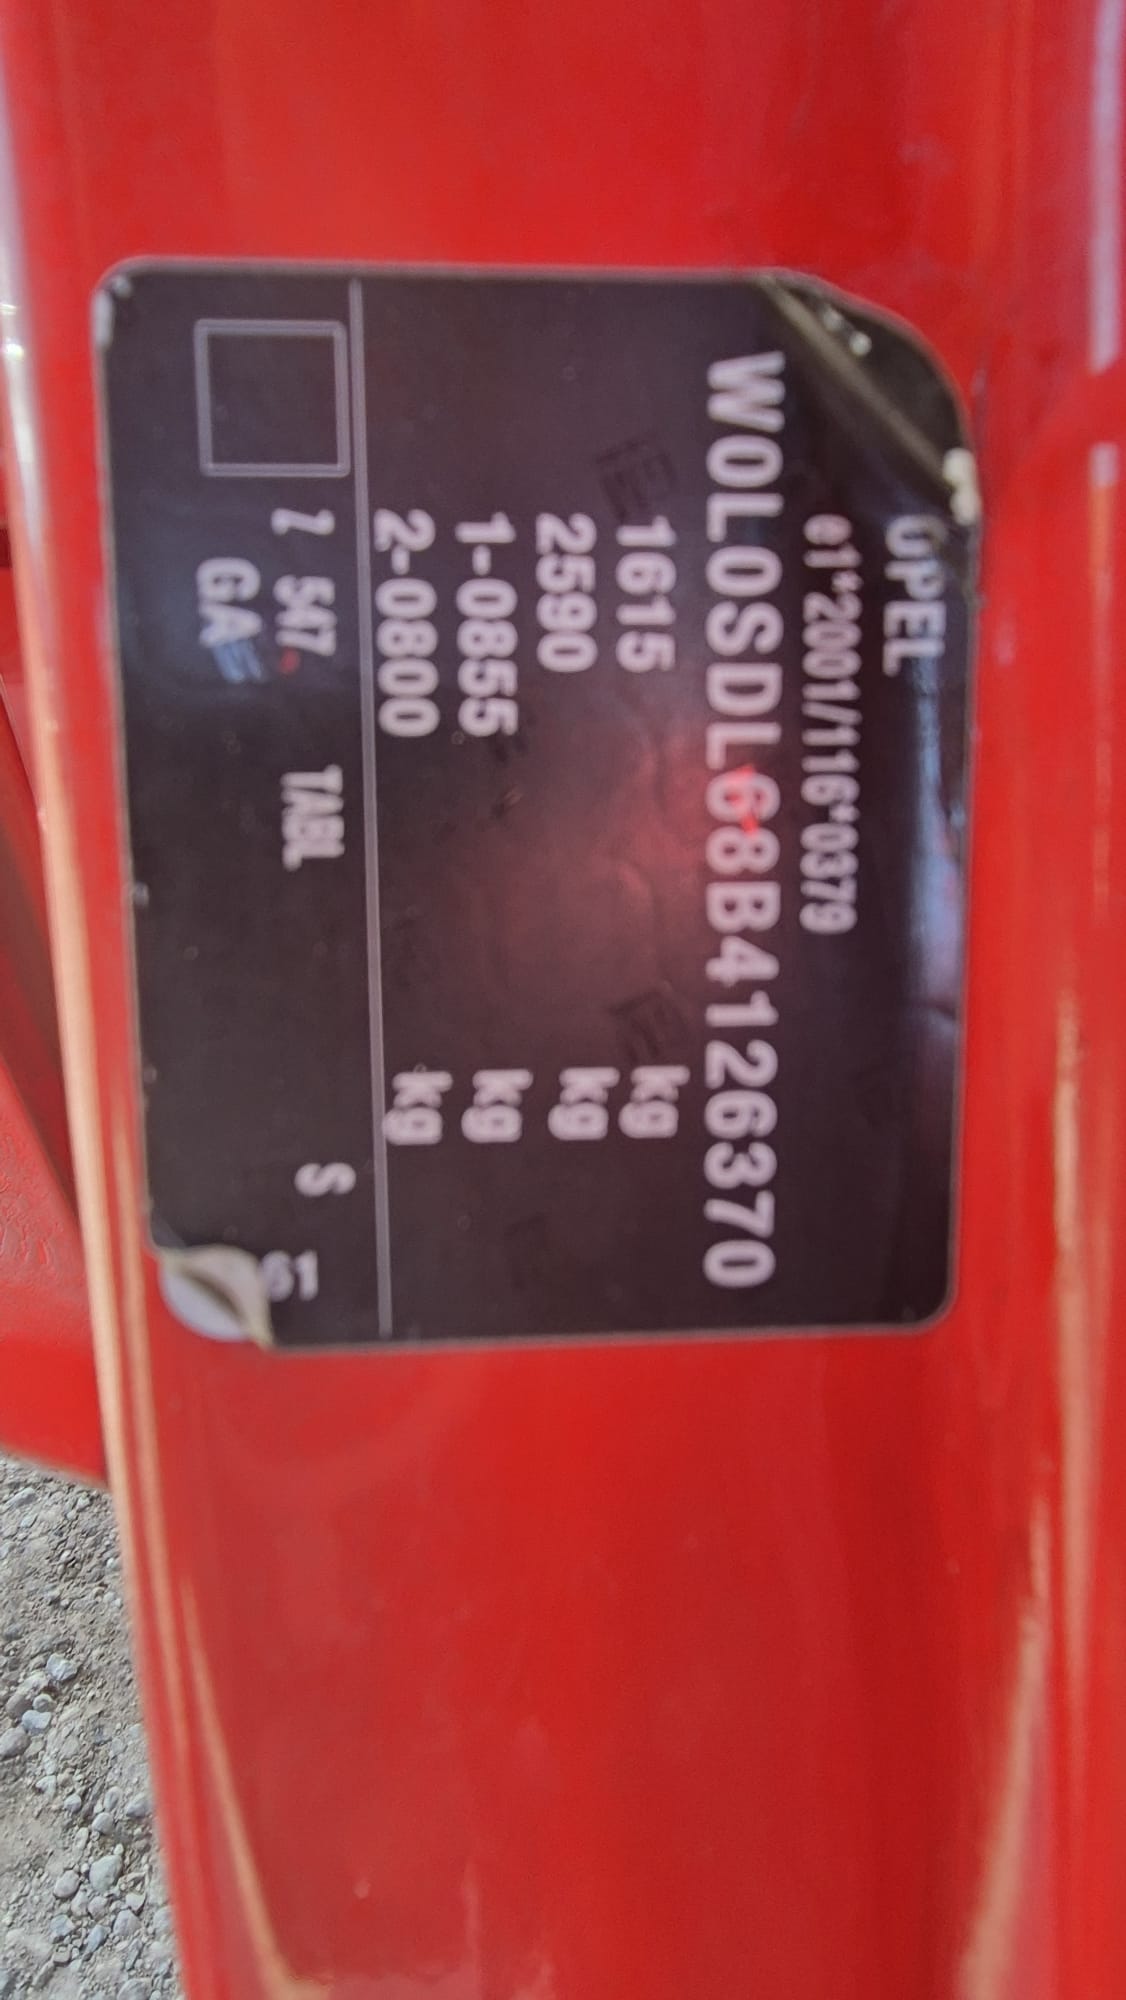 OPEL
e1*2001/116*0379
W0L0SDL68B4126370
1615 kg
2590 kg
1-0855 kg
2-0800 kg
Z 547 TABL S
GA 61